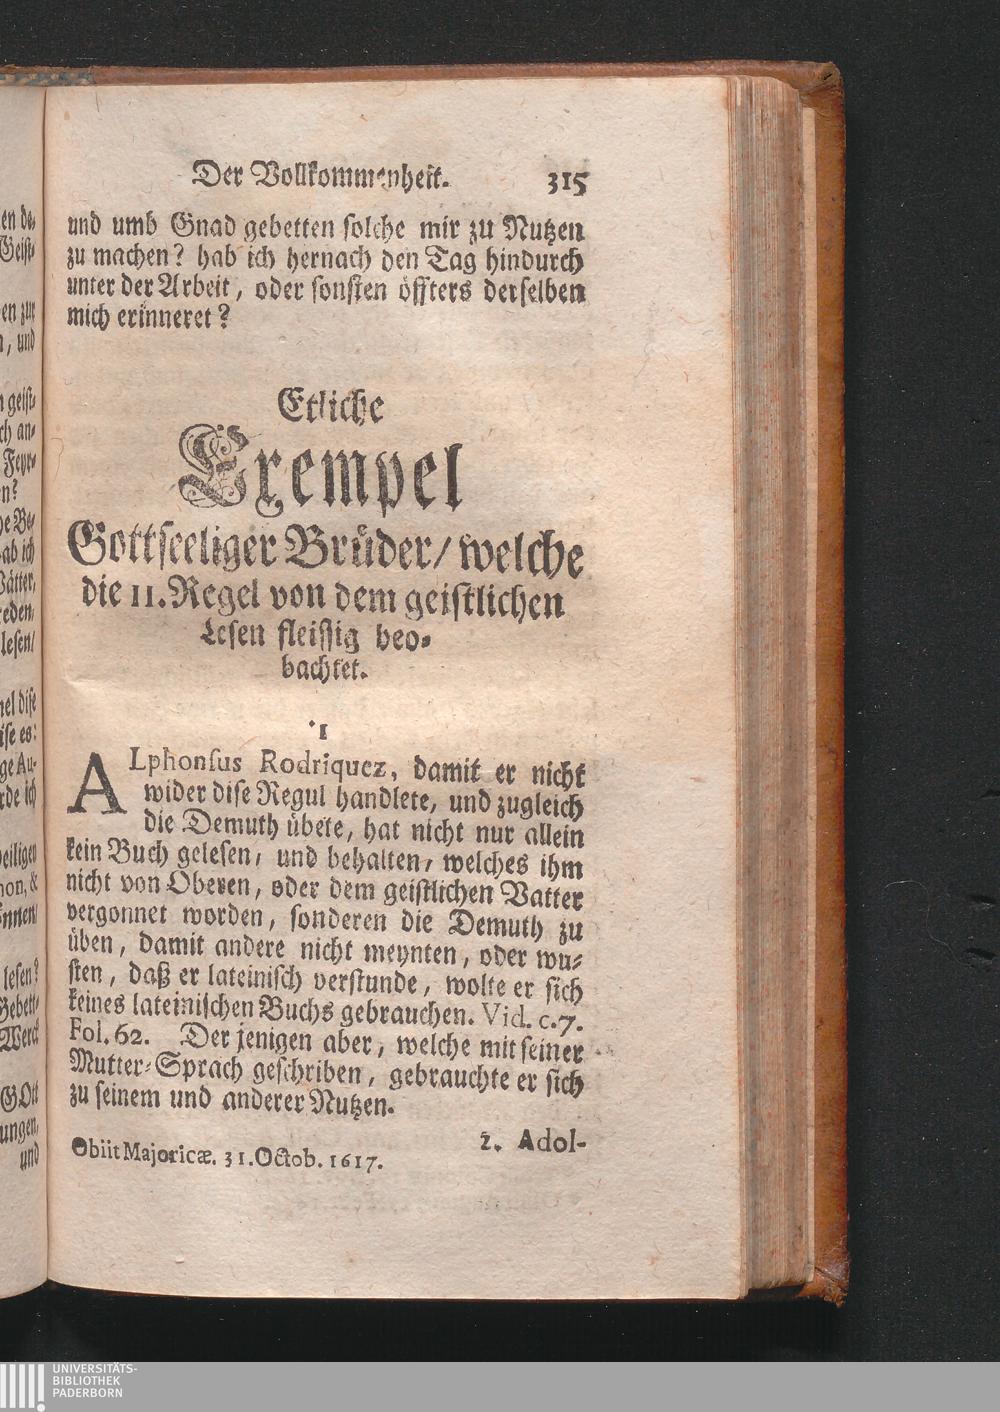 Der Vollkommenheit. 315
und umb Gnad gebetten solche mir zu Nutzen
zu machen? hab ich hernach den Tag hindurch
unter der Arbeit, oder sonsten öffters derselben
mich erinneret?
Etliche
Exempel
Gottseeliger Brüder/ welche
die 11. Regel von dem geistlichen
Lesen fleissig beo-
bachtet.
1
ALphonsus Rodriquez, damit er nicht
wider dise Regul handlete, und zugleich
die Demuth übete, hat nicht nur allein
kein Buch gelesen, und behalten, welches ihm
nicht von Oberen, oder dem geistlichen Vatter
vergonnet worden, sonderen die Demuth zu
üben, damit andere nicht meynten, oder wu-
sten, daß er lateinisch verstunde, wolte er sich
keines lateinischen Buchs gebrauchen. Vid. c. 7.
Fol. 62. Der jenigen aber, welche mit seiner
Mutter-Sprach geschriben, gebrauchte er sich
zu seinem und anderer Nutzen.
2. Adol-
Obiit Majoricæ. 31. Octob. 1617.
UNIVERSITÄTS-
BIBLIOTHEK
PADERBORN